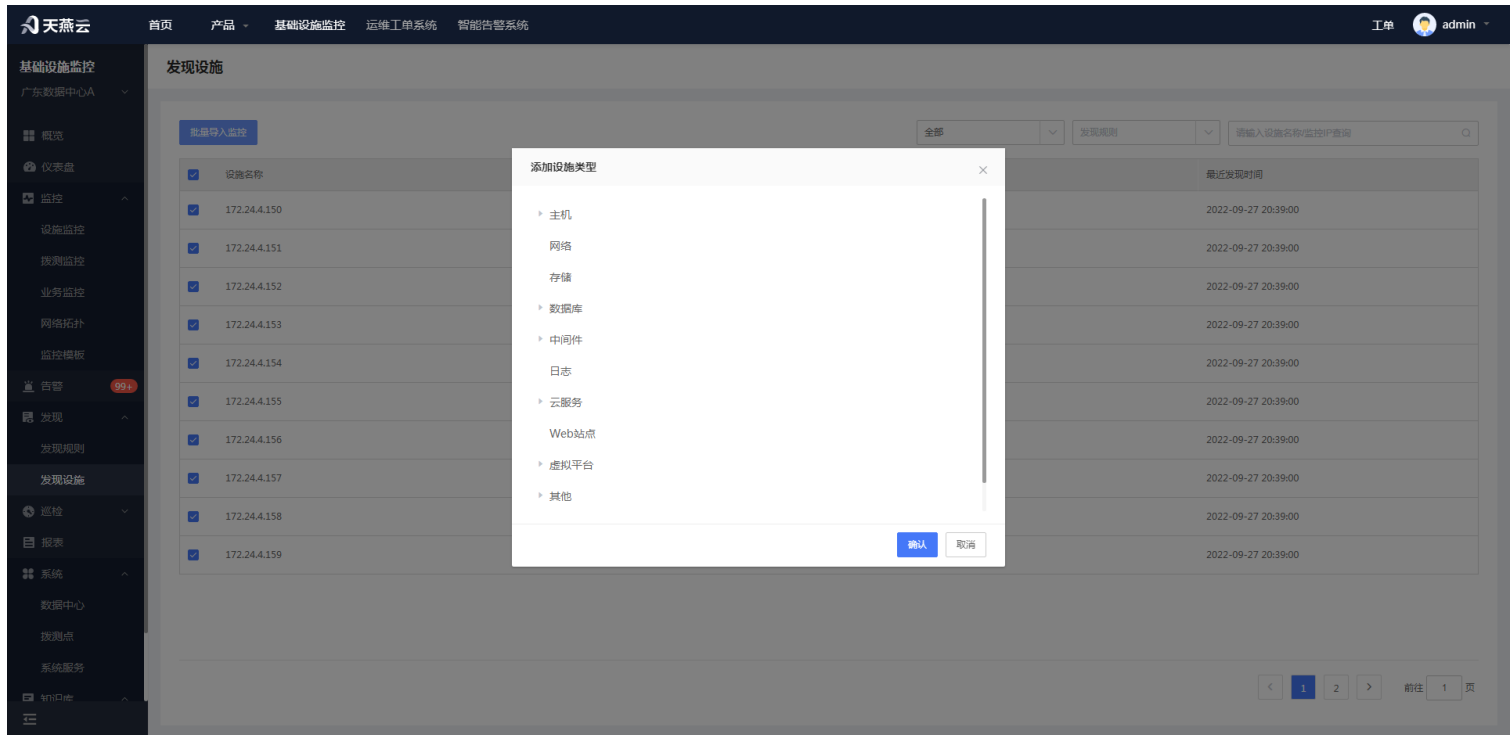 天燕云
首页 产品 基础设施监控 运维工单系统 智能告警系统 工单 admin
基础设施监控
广东数据中心A
概览
仪表盘
监控
设施监控
拨测监控
业务监控
网络拓扑
监控模板
告警 99+
发现
发现规则
发现设施
巡检
报表
系统
数据中心
拨测点
系统服务
知识库
发现设施
批量导入监控 全部 发现规则 请输入设施名称/监控IP查询
设施名称 最近发现时间
172.24.4.150 2022-09-27 20:39:00
172.24.4.151 2022-09-27 20:39:00
172.24.4.152 2022-09-27 20:39:00
172.24.4.153 2022-09-27 20:39:00
172.24.4.154 2022-09-27 20:39:00
172.24.4.155 2022-09-27 20:39:00
172.24.4.156 2022-09-27 20:39:00
172.24.4.157 2022-09-27 20:39:00
172.24.4.158 2022-09-27 20:39:00
172.24.4.159 2022-09-27 20:39:00
添加设施类型
主机
网络
存储
数据库
中间件
日志
云服务
Web站点
虚拟平台
其他
确认 取消
1 2 前往 1 页